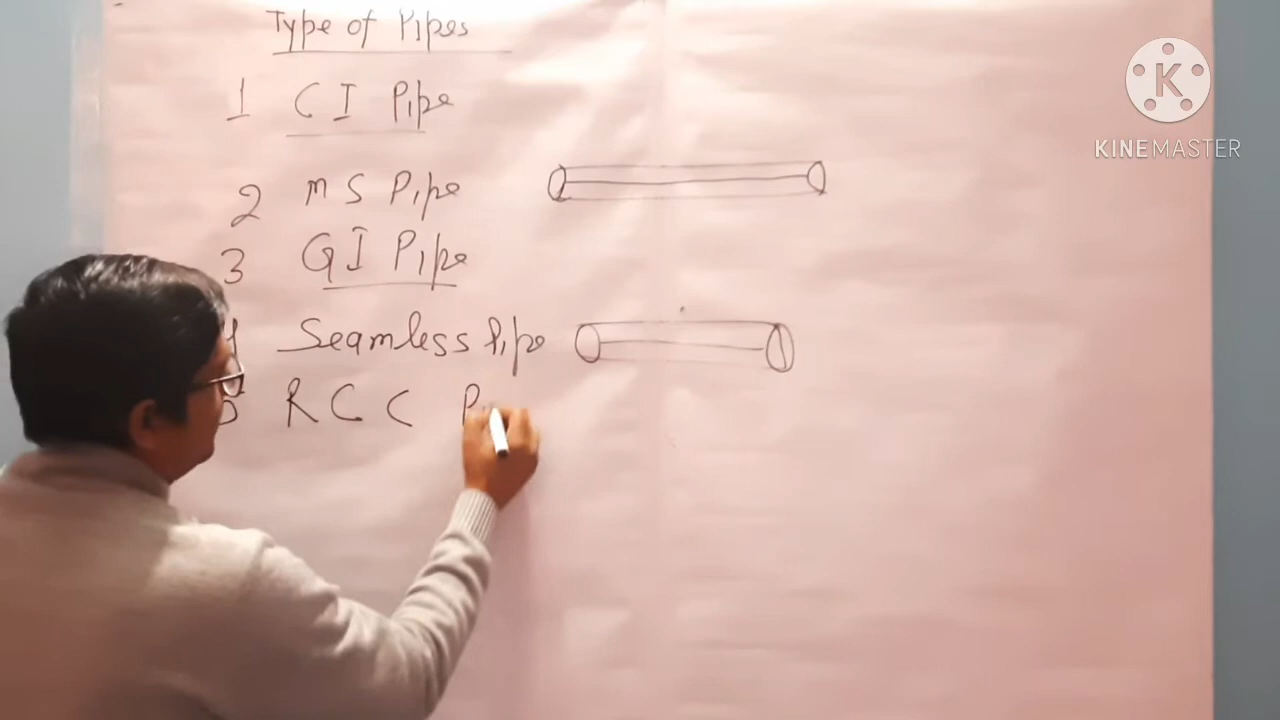 Type of Pipes
1 C I Pipe
2 M S Pipe
3 G I Pipe
Seamless Pipe
R C C
K
KINEMASTER